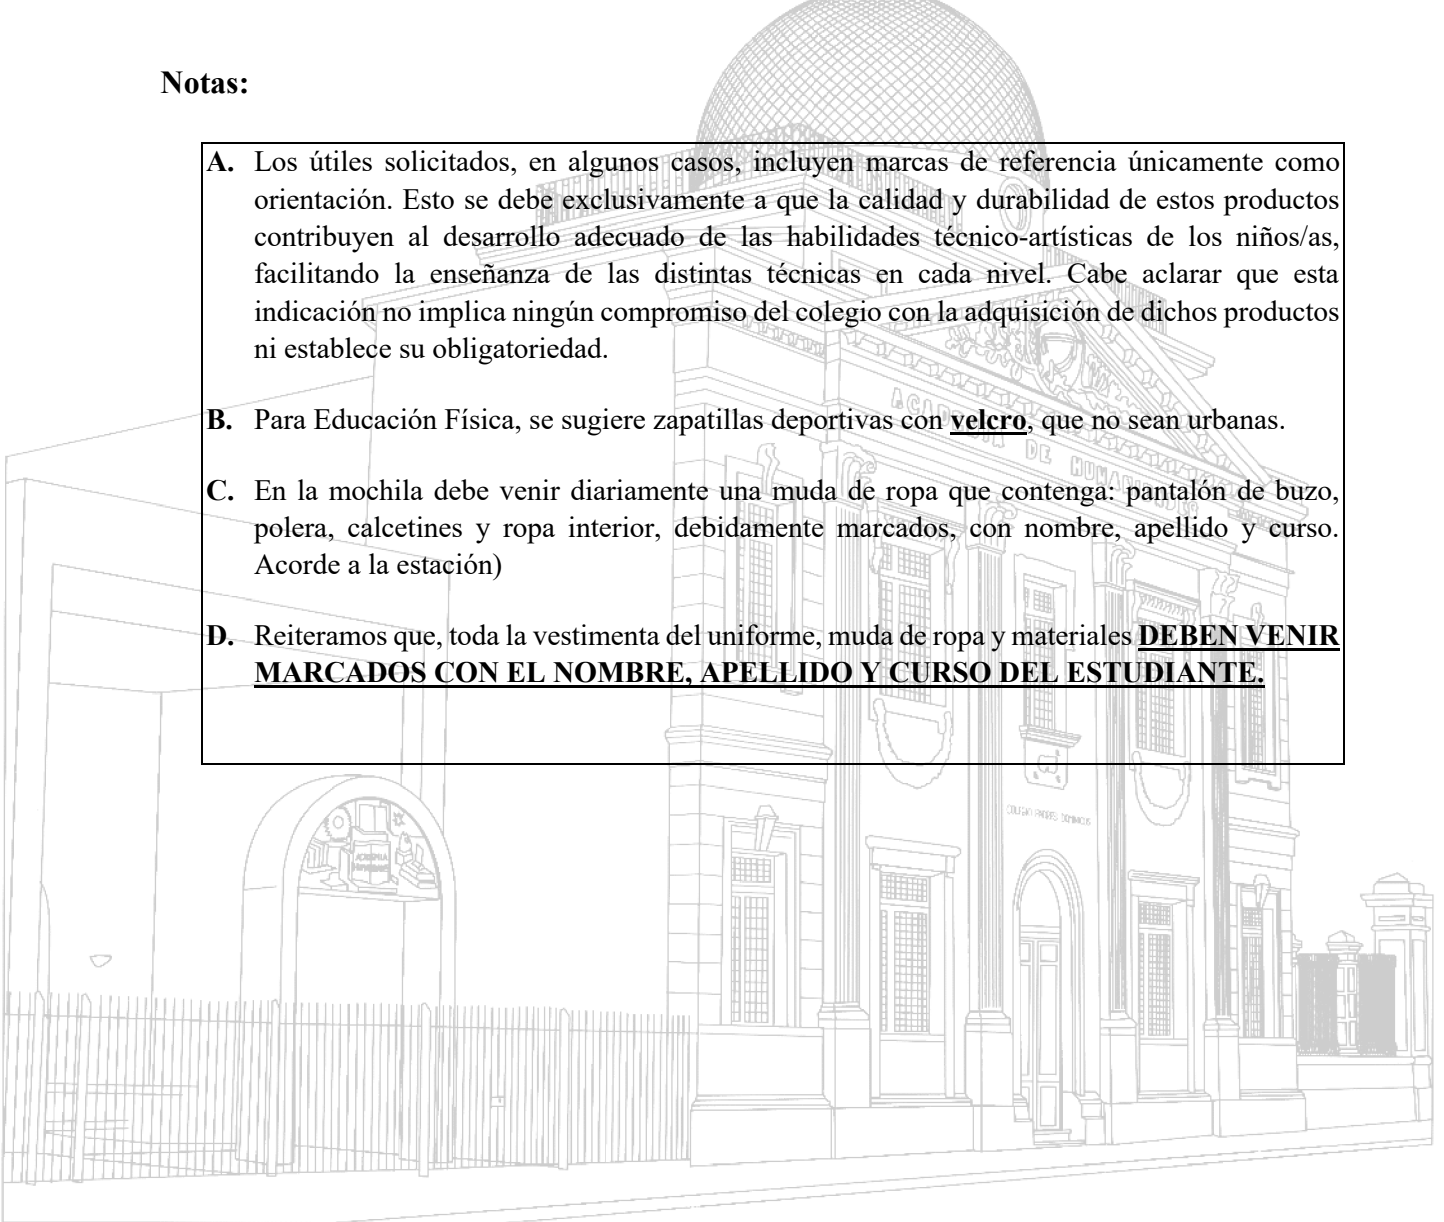 Notas:
A. Los útiles solicitados, en algunos casos, incluyen marcas de referencia únicamente como
orientación. Esto se debe exclusivamente a que la calidad y durabilidad de estos productos
contribuyen al desarrollo adecuado de las habilidades técnico-artísticas de los niños/as,
facilitando la enseñanza de las distintas técnicas en cada nivel. Cabe aclarar que esta
indicación no implica ningún compromiso del colegio con la adquisición de dichos productos
ni establece su obligatoriedad.
B. Para Educación Física, se sugiere zapatillas deportivas con velcro, que no sean urbanas.
C. En la mochila debe venir diariamente una muda de ropa que contenga: pantalón de buzo,
polera, calcetines y ropa interior, debidamente marcados, con nombre, apellido y curso.
Acorde a la estación)
D. Reiteramos que, toda la vestimenta del uniforme, muda de ropa y materiales DEBEN VENIR
MARCADOS CON EL NOMBRE, APELLIDO Y CURSO DEL ESTUDIANTE.
ACADEMIA DE HUMANIDADES
COLEGIO PADRES DOMINICOS